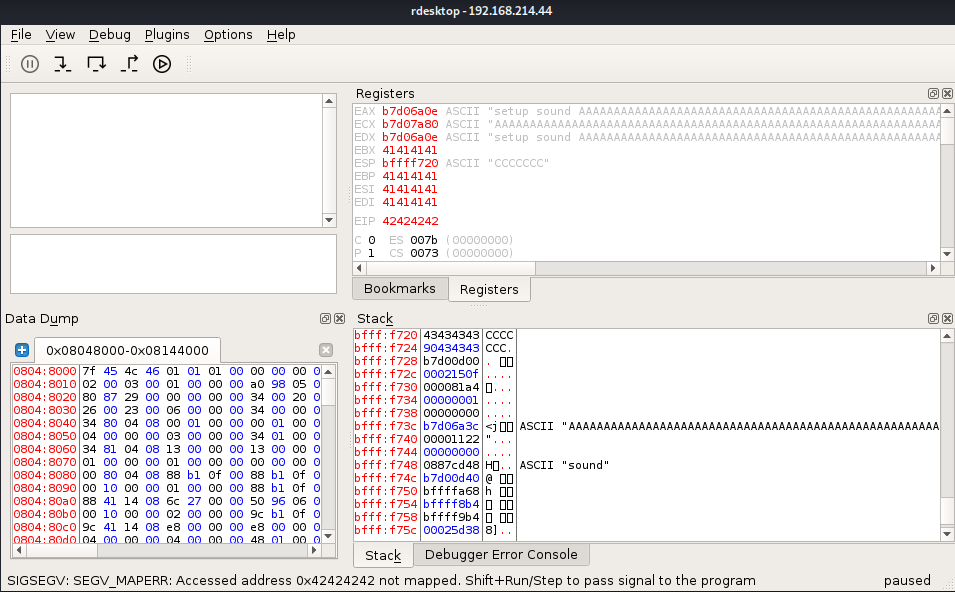 rdesktop - 192.168.214.44
File View Debug Plugins Options Help
Registers
EAX b7d06a0e ASCII "setup sound AAAAAAAAAAAAAAAAAAAAAAAAAAAAAAAAAAAAAAAAAAAAAAAAAAAA
ECX b7d07a80 ASCII "AAAAAAAAAAAAAAAAAAAAAAAAAAAAAAAAAAAAAAAAAAAAAAAAAAAAAAAAAAAAAAAA
EDX b7d06a0e ASCII "setup sound AAAAAAAAAAAAAAAAAAAAAAAAAAAAAAAAAAAAAAAAAAAAAAAAAAAA
EBX 41414141
ESP bffff720 ASCII "CCCCCCC"
EBP 41414141
ESI 41414141
EDI 41414141
EIP 42424242
C 0 ES 007b (00000000)
P 1 CS 0073 (00000000)
Bookmarks Registers
Data Dump
0x08048000-0x08144000
0804:8000 7f 45 4c 46 01 01 01 00 00 00 00 0
0804:8010 02 00 03 00 01 00 00 00 a0 98 05 0
0804:8020 80 87 29 00 00 00 00 00 34 00 20 0
0804:8030 26 00 23 00 06 00 00 00 34 00 00 0
0804:8040 34 80 04 08 00 01 00 00 00 01 00 0
0804:8050 04 00 00 00 03 00 00 00 34 01 00 0
0804:8060 34 81 04 08 13 00 00 00 13 00 00 0
0804:8070 01 00 00 00 01 00 00 00 00 00 00 0
0804:8080 00 80 04 08 88 b1 0f 00 88 b1 0f 0
0804:8090 00 10 00 00 01 00 00 00 88 b1 0f 0
0804:80a0 88 41 14 08 6c 27 00 00 50 96 06 0
0804:80b0 00 10 00 00 02 00 00 00 9c b1 0f 0
0804:80c0 9c 41 14 08 e8 00 00 00 e8 00 00 0
0804:80d0 04 00 00 00 04 00 00 00 48 01 00 0
Stack
bfff:f720 43434343 CCCC
bfff:f724 90434343 CCC.
bfff:f728 b7d00d00 .
bfff:f72c 0002150f ....
bfff:f730 000081a4 ...
bfff:f734 00000001 ....
bfff:f738 00000000 ....
bfff:f73c b7d06a3c <j ASCII "AAAAAAAAAAAAAAAAAAAAAAAAAAAAAAAAAAAAAAAAAAAAAAAAAAAAA
bfff:f740 00001122 "...
bfff:f744 00000000 ....
bfff:f748 0887cd48 H.. ASCII "sound"
bfff:f74c b7d00d40 @
bfff:f750 bffffa68 h
bfff:f754 bffff8b4
bfff:f758 bffff9b4
bfff:f75c 00025d38 8]..
Stack Debugger Error Console
SIGSEGV: SEGV_MAPERR: Accessed address 0x42424242 not mapped. Shift+Run/Step to pass signal to the program paused